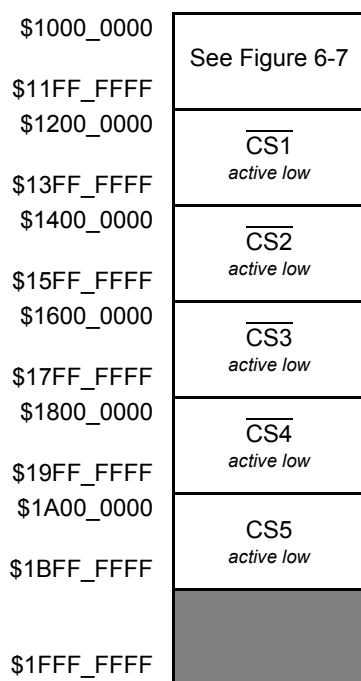 $1000_0000
See Figure 6-7
$11FF_FFFF
$1200_0000
CS1
active low
$13FF_FFFF
$1400_0000
CS2
active low
$15FF_FFFF
$1600_0000
CS3
active low
$17FF_FFFF
$1800_0000
CS4
active low
$19FF_FFFF
$1A00_0000
CS5
active low
$1BFF_FFFF
$1FFF_FFFF